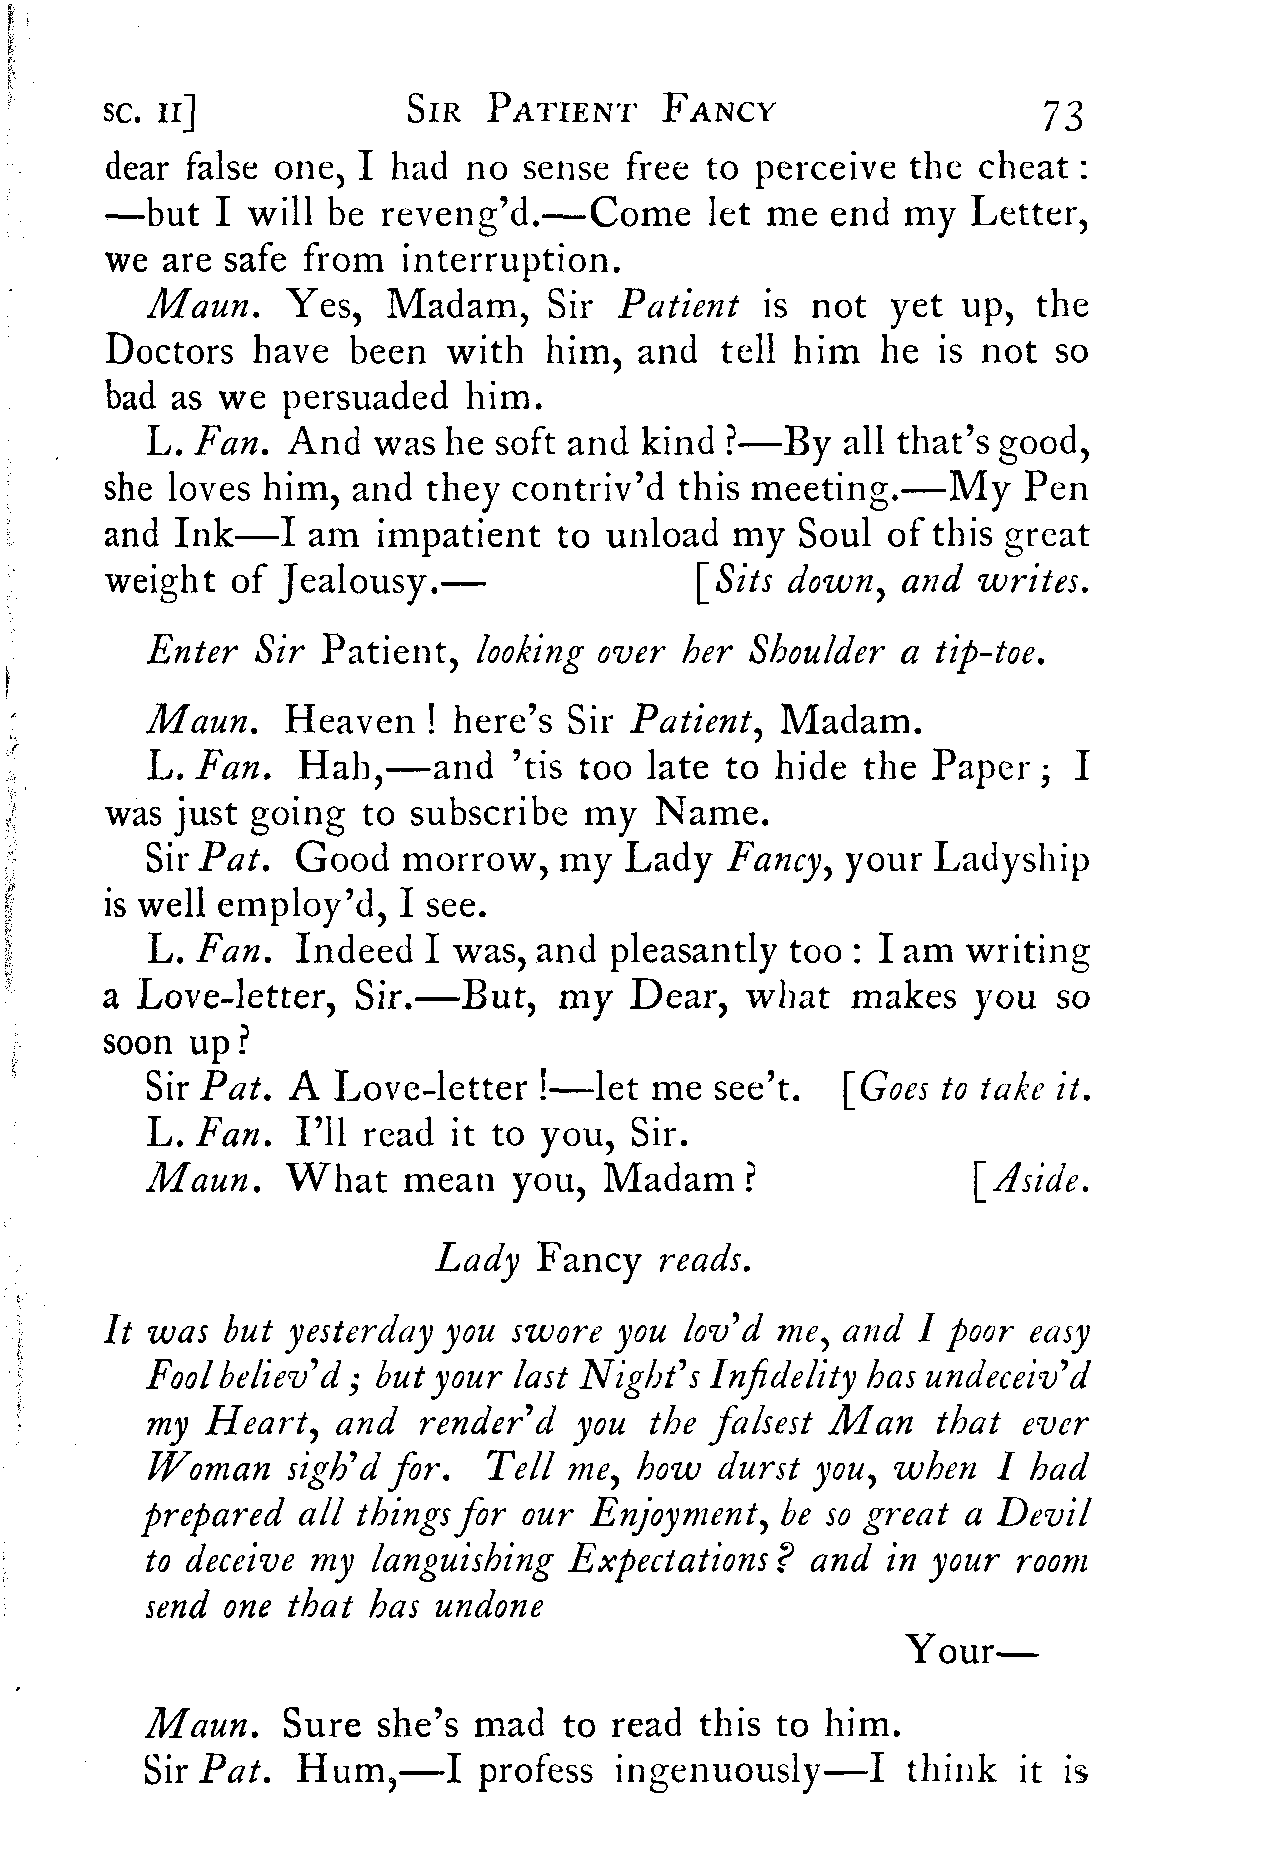 SC. II] SIR PATIENT FANCY 73
dear false one, I had no sense free to perceive the cheat :
—but I will be reveng'd.—Come let me end my Letter,
we are safe from interruption.
Maun. Yes, Madam, Sir Patient is not yet up, the
Doctors have been with him, and tell him he is not so
bad as we persuaded him.
L. Fan. And was he soft and kind ?—By all that's good,
she loves him, and they contriv'd this meeting.—My Pen
and Ink—I am impatient to unload my Soul of this great
weight of Jealousy.— [Sits down, and writes.
Enter Sir Patient, looking over her Shoulder a tip-toe.
Maun. Heaven ! here's Sir Patient, Madam.
L. Fan. Hah,—and 'tis too late to hide the Paper ; I
was just going to subscribe my Name.
Sir Pat. Good morrow, my Lady Fancy, your Ladyship
is well employ'd, I see.
L. Fan. Indeed I was, and pleasantly too : I am writing
a Love-letter, Sir.—But, my Dear, what makes you so
soon up ?
Sir Pat. A Love-letter !—let me see't. [Goes to take it.
L. Fan. I'll read it to you, Sir.
Maun. What mean you, Madam ? [Aside.
Lady Fancy reads.
It was but yesterday you swore you lov'd me, and I poor easy
Fool believ'd ; but your last Night's Infidelity has undeceiv'd
my Heart, and render'd you the falsest Man that ever
Woman sigh'd for. Tell me, how durst you, when I had
prepared all things for our Enjoyment, be so great a Devil
to deceive my languishing Expectations ? and in your room
send one that has undone
Your—
Maun. Sure she's mad to read this to him.
Sir Pat. Hum,—I profess ingenuously—I think it is